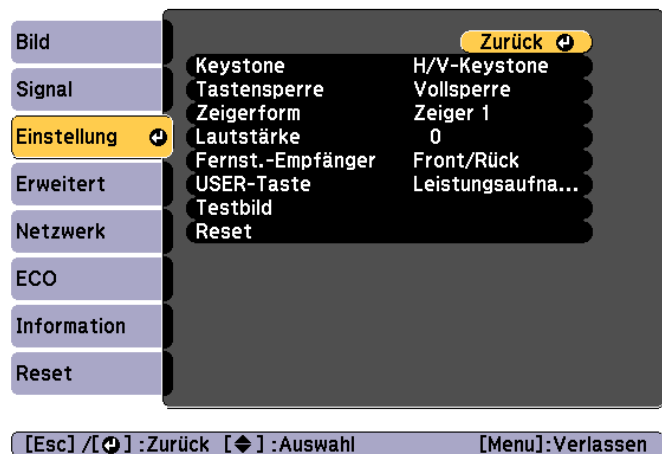 Bild
Signal
Einstellung
Erweitert
Netzwerk
ECO
Information
Reset
Zurück
Keystone H/V-Keystone
Tastensperre Vollsperre
Zeigerform Zeiger 1
Lautstärke 0
Fernst.-Empfänger Front/Rück
USER-Taste Leistungsaufna...
Testbild
Reset
[Esc] /[ ] :Zurück [ ] :Auswahl [Menu]:Verlassen